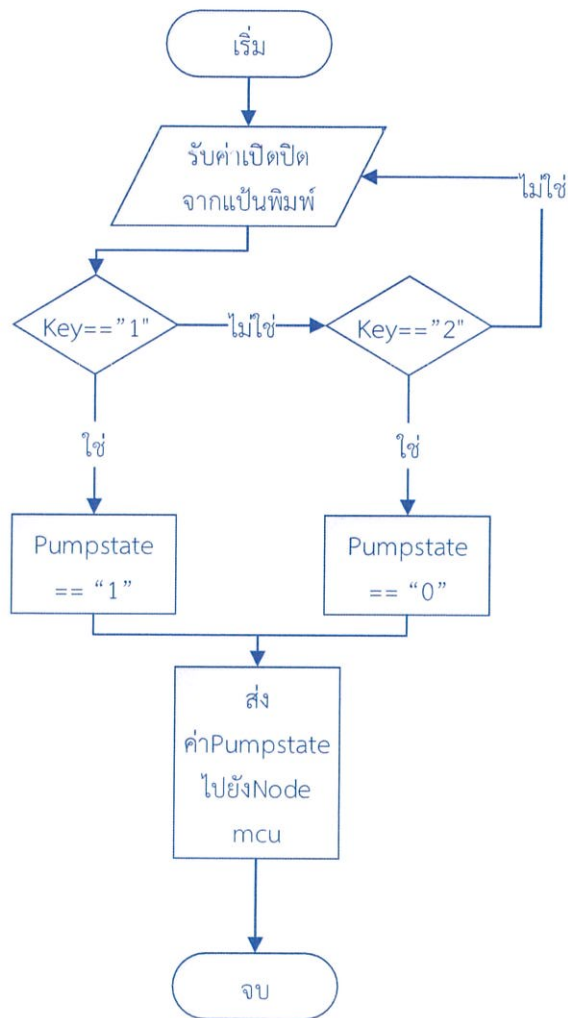 เริ่ม
รับค่าเปิดปิด
จากแป้นพิมพ์
ไม่ใช่
Key=="1"
ไม่ใช่
Key=="2"
ใช่
ใช่
Pumpstate
== “1”
Pumpstate
== “0”
ส่ง
ค่าPumpstate
ไปยังNode
mcu
จบ